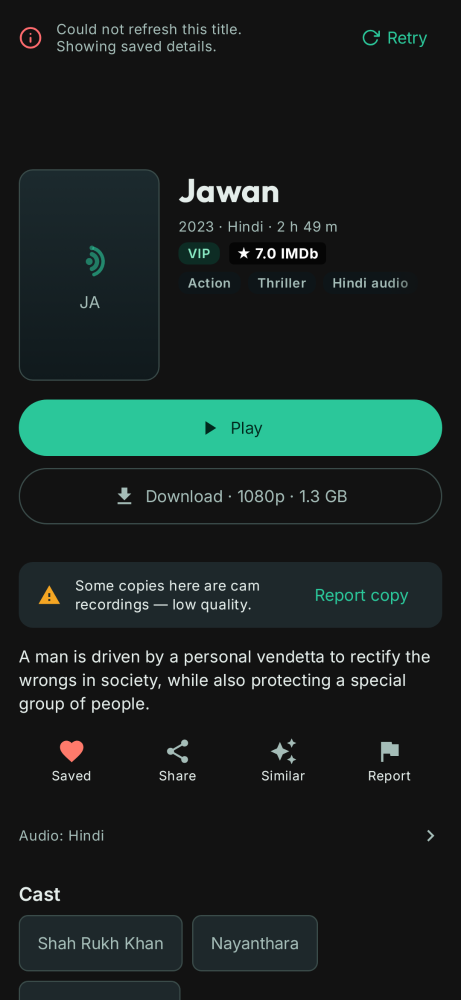 Could not refresh this title.
Showing saved details.
Retry
JA
Jawan
2023 · Hindi · 2 h 49 m
VIP
★ 7.0 IMDb
Action
Thriller
Hindi audio
Play
Download · 1080p · 1.3 GB
Some copies here are cam
recordings — low quality.
Report copy
A man is driven by a personal vendetta to rectify the
wrongs in society, while also protecting a special
group of people.
Saved
Share
Similar
Report
Audio: Hindi
Cast
Shah Rukh Khan
Nayanthara